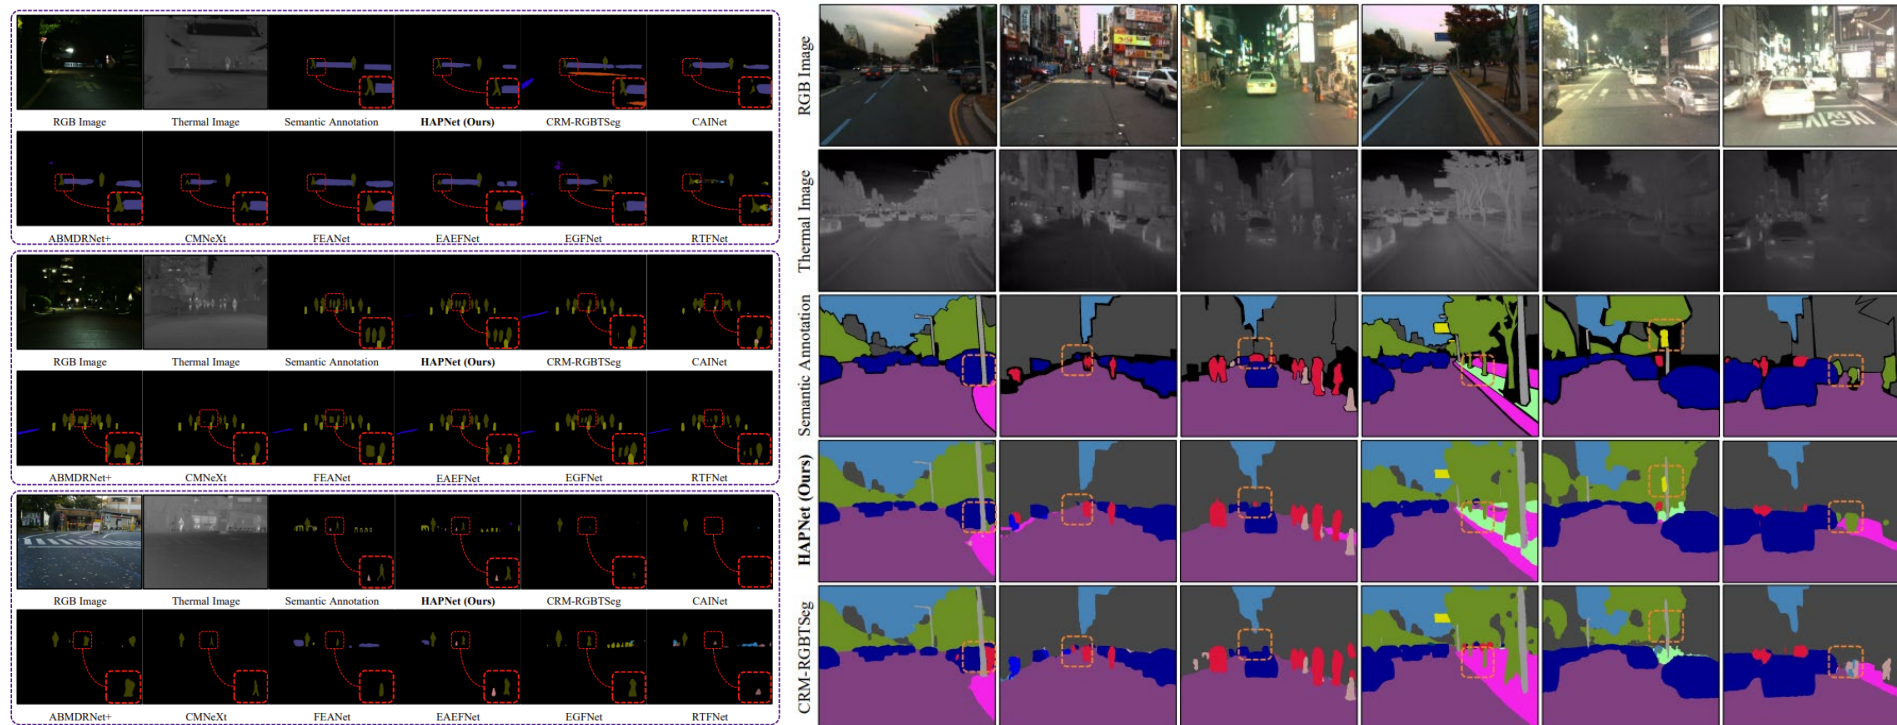 RGB Image Thermal Image Semantic Annotation HAPNet (Ours) CRM-RGBTSeg CAINet
ABMDRNet+ CMNeXt FEANet EAEFNet EGFNet RTFNet
RGB Image Thermal Image Semantic Annotation HAPNet (Ours) CRM-RGBTSeg CAINet
ABMDRNet+ CMNeXt FEANet EAEFNet EGFNet RTFNet
RGB Image Thermal Image Semantic Annotation HAPNet (Ours) CRM-RGBTSeg CAINet
ABMDRNet+ CMNeXt FEANet EAEFNet EGFNet RTFNet
RGB Image
Thermal Image
Semantic Annotation
HAPNet (Ours)
CRM-RGBTSeg